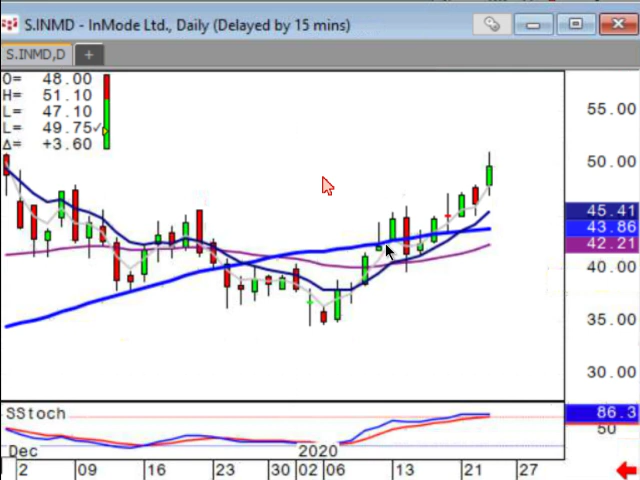 S.INMD - InMode Ltd., Daily (Delayed by 15 mins)
S.INMD,D +
O= 48.00
H= 51.10
L= 47.10
L= 49.75✓
Δ= +3.60
55.00
50.00
45.41
43.86
42.21
40.00
35.00
30.00
SStoch
86.3
50
Dec 2020
2 09 16 23 30 02 06 13 21 27